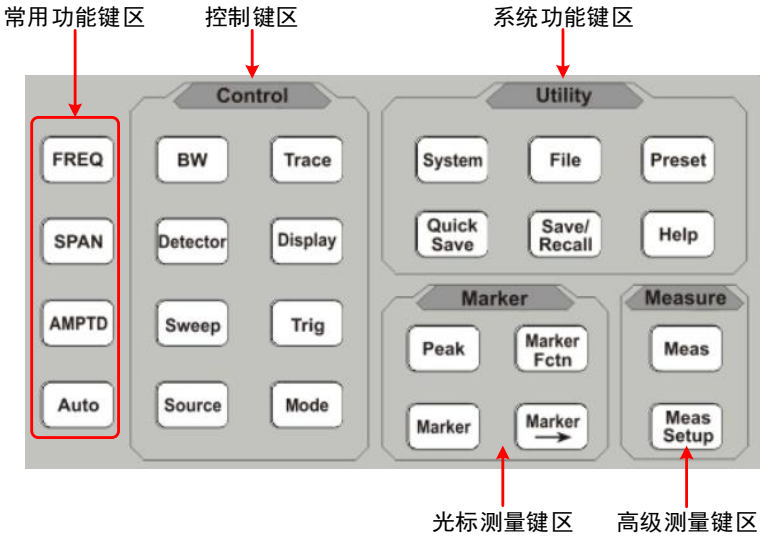 常用功能键区
控制键区
系统功能键区
Control
Utility
FREQ
BW
Trace
System
File
Preset
SPAN
Detector
Display
Quick
Save
Save/
Recall
Help
Marker
Measure
AMPTD
Sweep
Trig
Peak
Marker
Fctn
Meas
Auto
Source
Mode
Marker
Marker
→
Meas
Setup
光标测量键区
高级测量键区